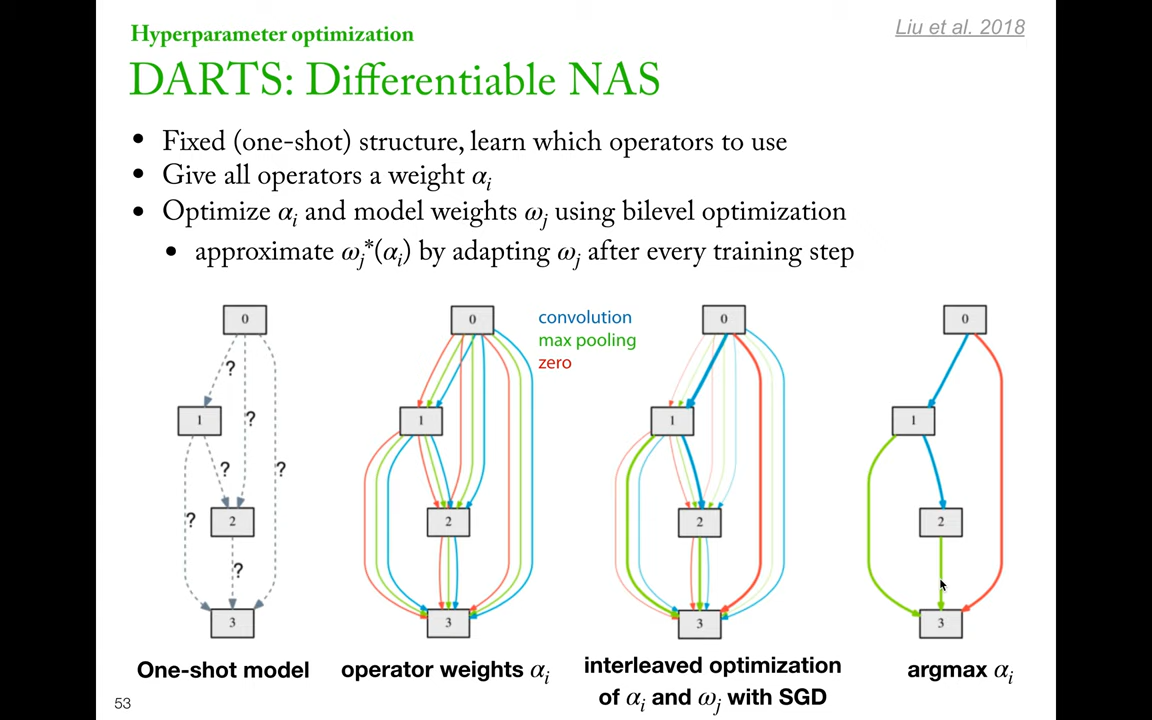 Hyperparameter optimization
Liu et al. 2018
DARTS: Differentiable NAS
• Fixed (one-shot) structure, learn which operators to use
• Give all operators a weight αi
• Optimize αi and model weights ωj using bilevel optimization
• approximate ωj*(αi) by adapting ωj after every training step
0
?
1
?
?
?
?
2
?
3
0
1
2
3
convolution
max pooling
zero
0
1
2
3
0
1
2
3
One-shot model
operator weights αi
interleaved optimization
of αi and ωj with SGD
argmax αi
53